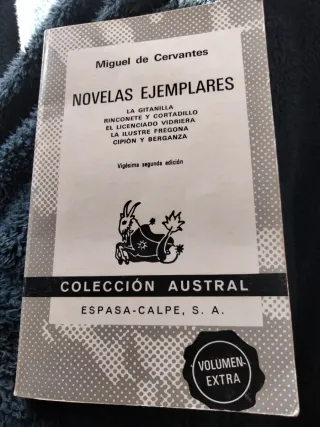 Miguel de Cervantes
NOVELAS EJEMPLARES
LA GITANILLA
RINCONETE Y CORTADILLO
EL LICENCIADO VIDRIERA
LA ILUSTRE FREGONA
CIPIÓN Y BERGANZA
Vigésima segunda edición
COLECCIÓN AUSTRAL
ESPASA-CALPE, S. A.
VOLUMEN
EXTRA